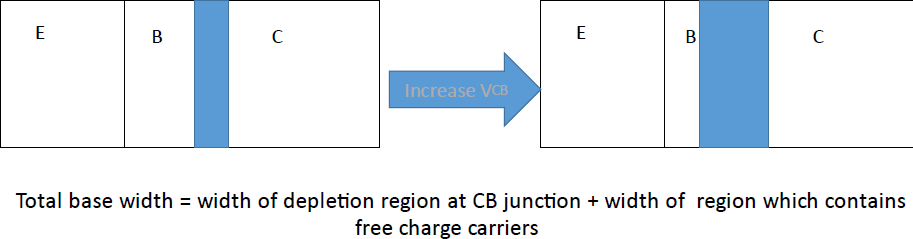 E
B
C
Increase VCB
E
B
C
Total base width = width of depletion region at CB junction + width of region which contains
free charge carriers